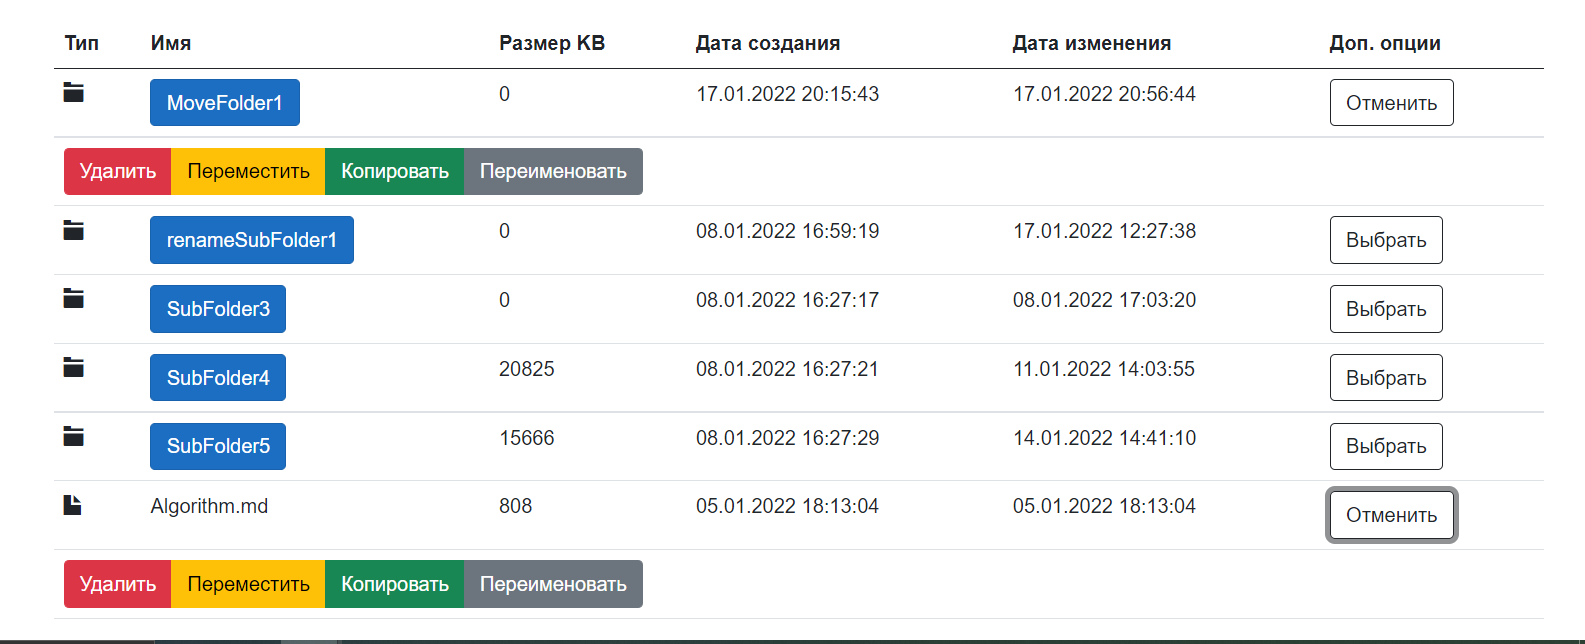 Тип Имя Размер KB Дата создания Дата изменения Доп. опции
MoveFolder1 0 17.01.2022 20:15:43 17.01.2022 20:56:44 Отменить
Удалить Переместить Копировать Переименовать
renameSubFolder1 0 08.01.2022 16:59:19 17.01.2022 12:27:38 Выбрать
SubFolder3 0 08.01.2022 16:27:17 08.01.2022 17:03:20 Выбрать
SubFolder4 20825 08.01.2022 16:27:21 11.01.2022 14:03:55 Выбрать
SubFolder5 15666 08.01.2022 16:27:29 14.01.2022 14:41:10 Выбрать
Algorithm.md 808 05.01.2022 18:13:04 05.01.2022 18:13:04 Отменить
Удалить Переместить Копировать Переименовать